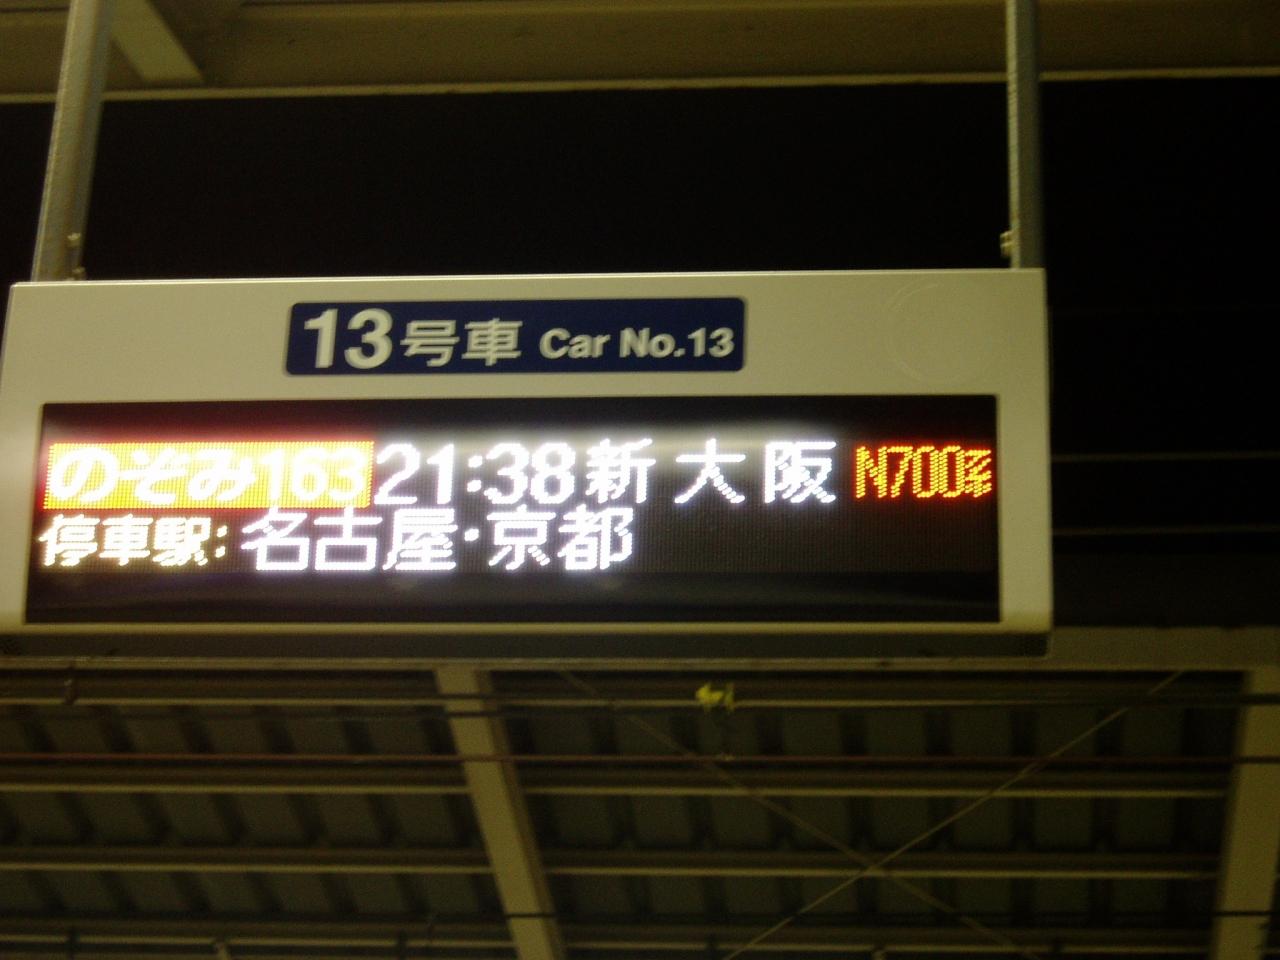 13号車 Car No.13
のぞみ163 21:38 新大阪 N700系
停車駅:名古屋・京都